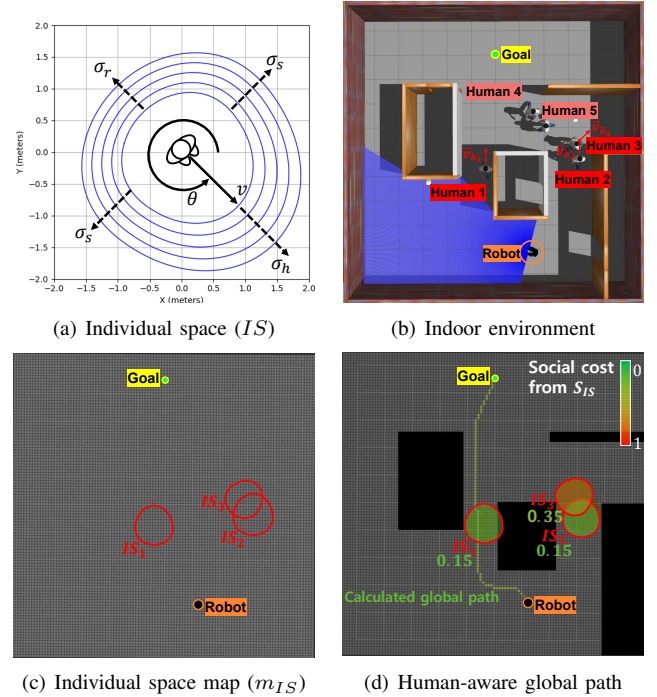 2.0
1.5
1.0
0.5
0.0
−0.5
−1.0
−1.5
−2.0
Y (meters)
−2.0 −1.5 −1.0 −0.5 0.0 0.5 1.0 1.5 2.0
X (meters)
σr
σs
θ
v
σs
σh
(a) Individual space (IS)
Goal
Human 4
Human 5
Human 3
Human 2
Human 1
Robot
(b) Indoor environment
Goal
IS3
IS1
IS2
Robot
(c) Individual space map (mIS)
Goal
Social cost
from SIS
0
1
IS3
0.35
IS1
0.15
IS2
0.15
Calculated global path
Robot
(d) Human-aware global path